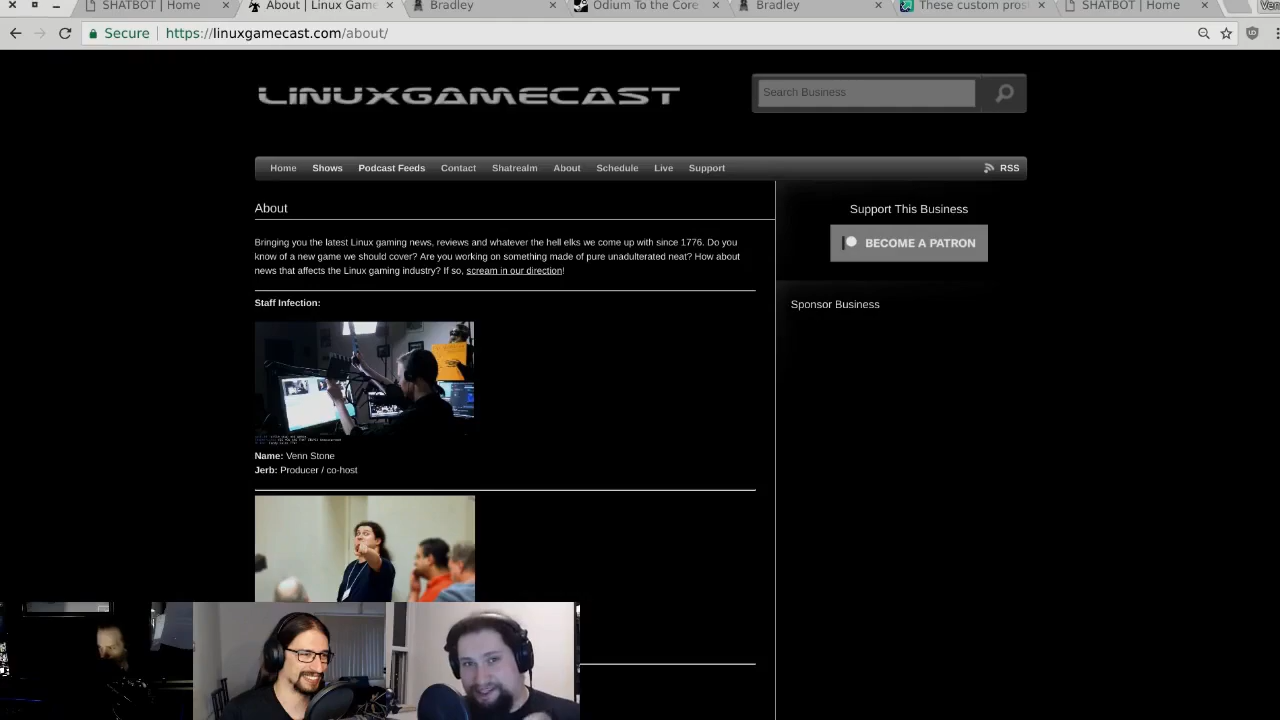 SHATBOT | Home
About | Linux Game
Bradley
Odium To the Core
Bradley
These custom pros
SHATBOT | Home
Ven
Secure
https://linuxgamecast.com/about/
LINUXGAMECAST
Search Business
Home Shows Podcast Feeds Contact Shatrealm About Schedule Live Support
RSS
About
Bringing you the latest Linux gaming news, reviews and whatever the hell elks we come up with since 1776. Do you
know of a new game we should cover? Are you working on something made of pure unadulterated neat? How about
news that affects the Linux gaming industry? If so, scream in our direction!
Staff Infection:
Name: Venn Stone
Jerb: Producer / co-host
Support This Business
BECOME A PATRON
Sponsor Business